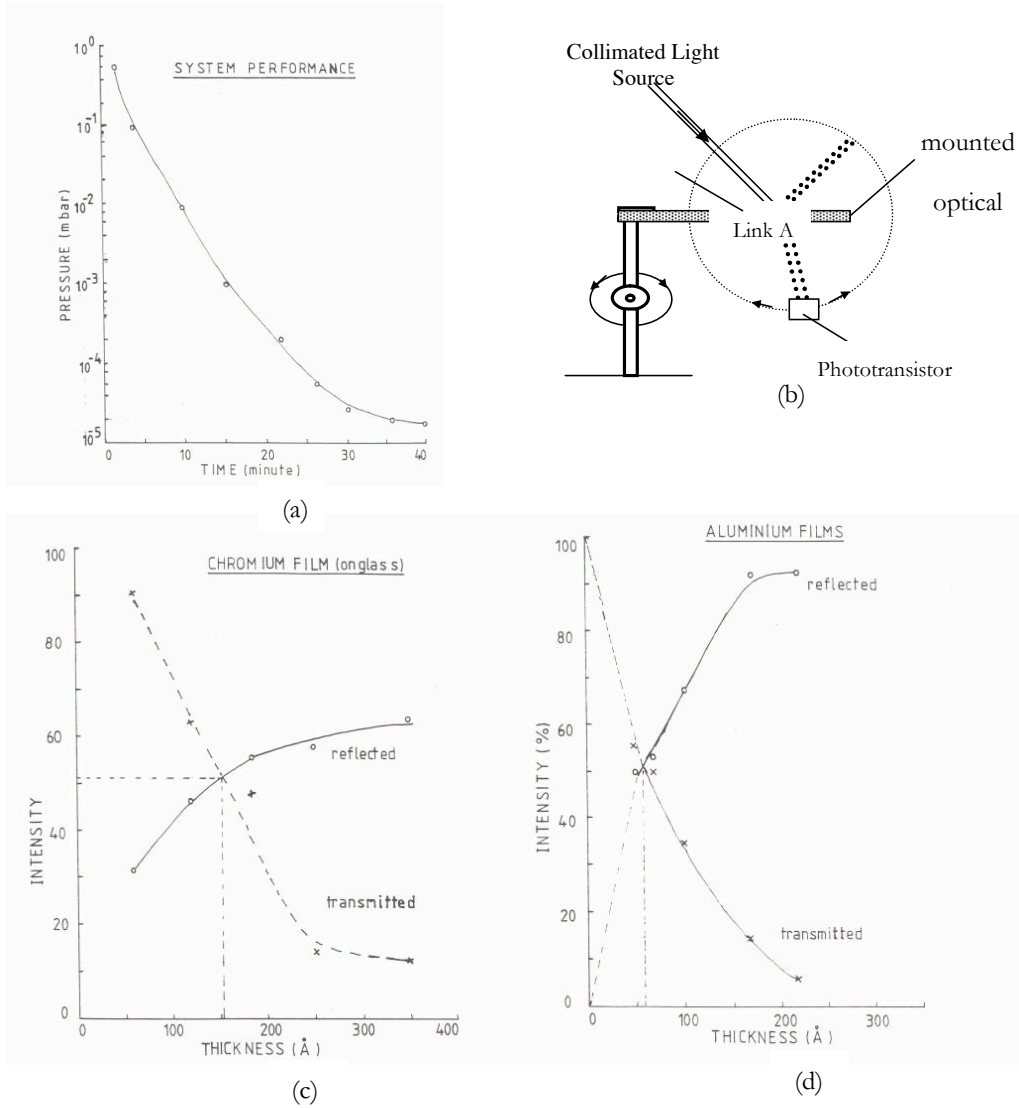 SYSTEM PERFORMANCE
10^0
10^-1
10^-2
10^-3
10^-4
10^-5
PRESSURE (mbar)
0 10 20 30 40
TIME (minute)
(a)
Collimated Light
Source
mounted
optical
Link A
Phototransistor
(b)
CHROMIUM FILM (on glass)
100
80
60
40
20
0
INTENSITY
reflected
transmitted
0 100 200 300 400
THICKNESS (Å)
(c)
ALUMINIUM FILMS
100
80
60
40
20
0
INTENSITY (%)
reflected
transmitted
0 100 200 300
THICKNESS (Å)
(d)